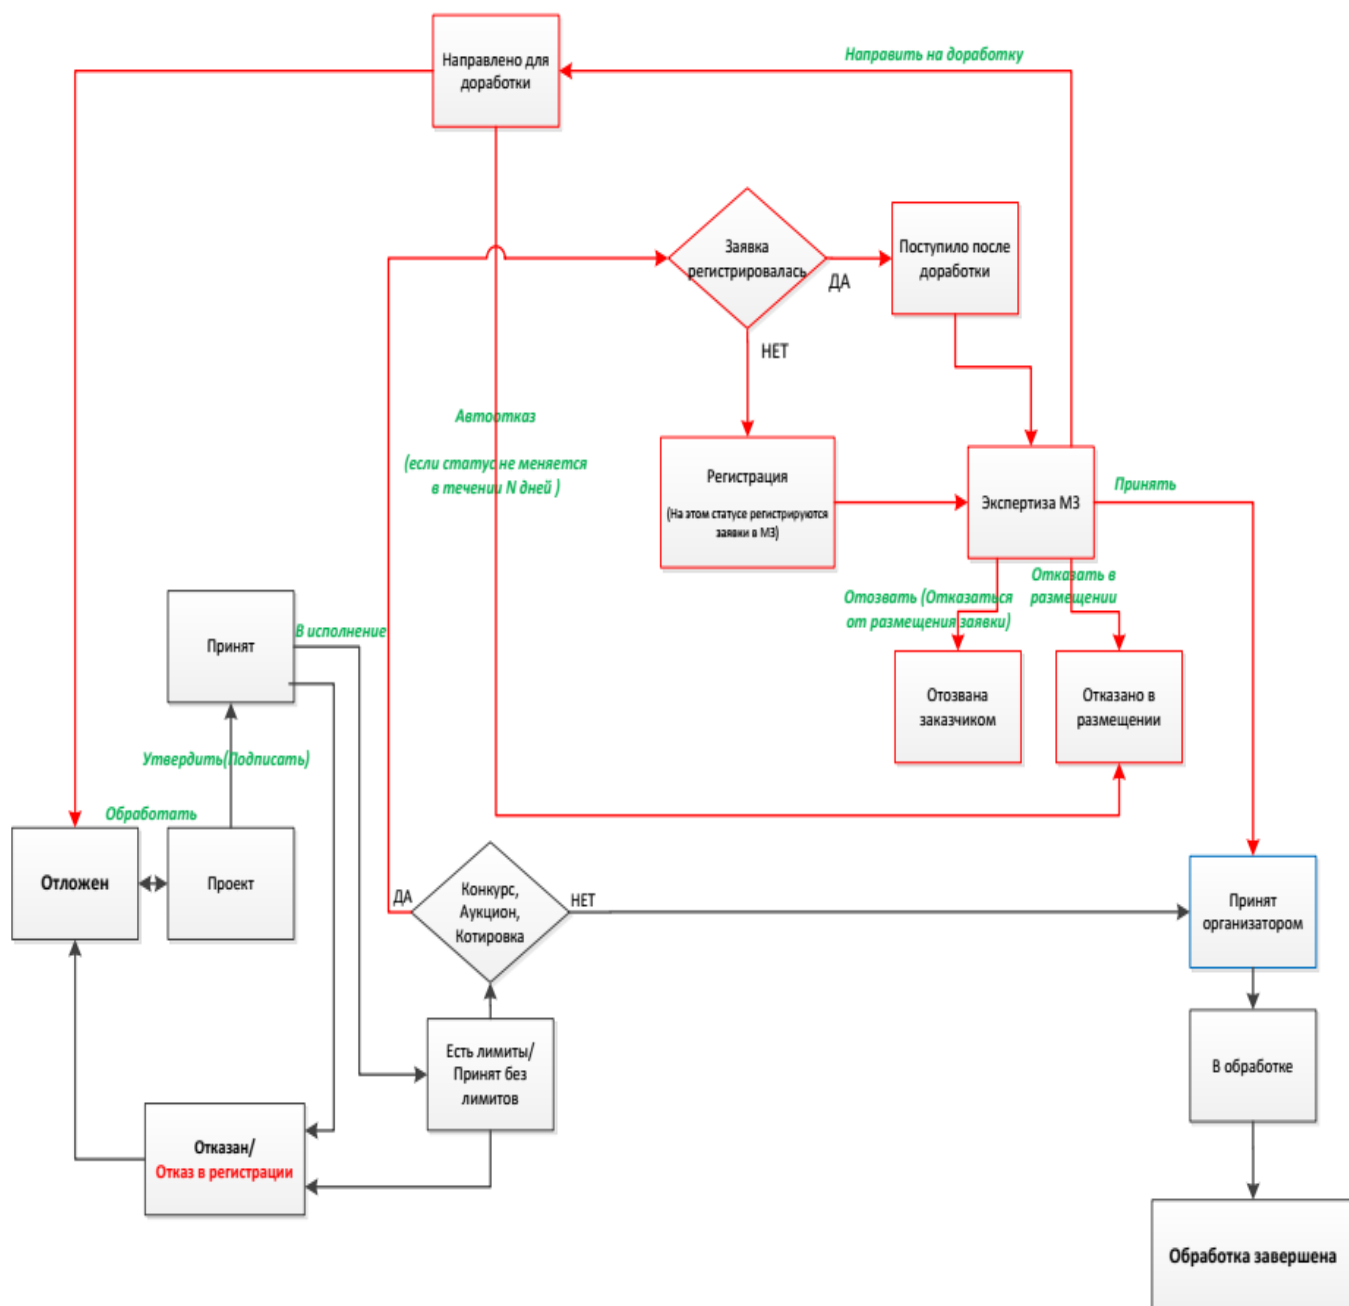 Направлено для
доработки
Направить на доработку
Заявка
регистрировалась
ДА
Поступило после
доработки
НЕТ
Автоотказ
(если статус не меняется
в течении N дней )
Регистрация
(На этом статусе регистрируются
заявки в МЗ)
Экспертиза МЗ
Принять
Отозвать (Отказаться
от размещения заявки)
Отказать в
размещении
Принят
В исполнение
Отозвана
заказчиком
Отказано в
размещении
Утвердить(Подписать)
Обработать
Отложен
Проект
ДА
Конкурс,
Аукцион,
Котировка
НЕТ
Принят
организатором
Есть лимиты/
Принят без
лимитов
В обработке
Отказан/
Отказ в регистрации
Обработка завершена